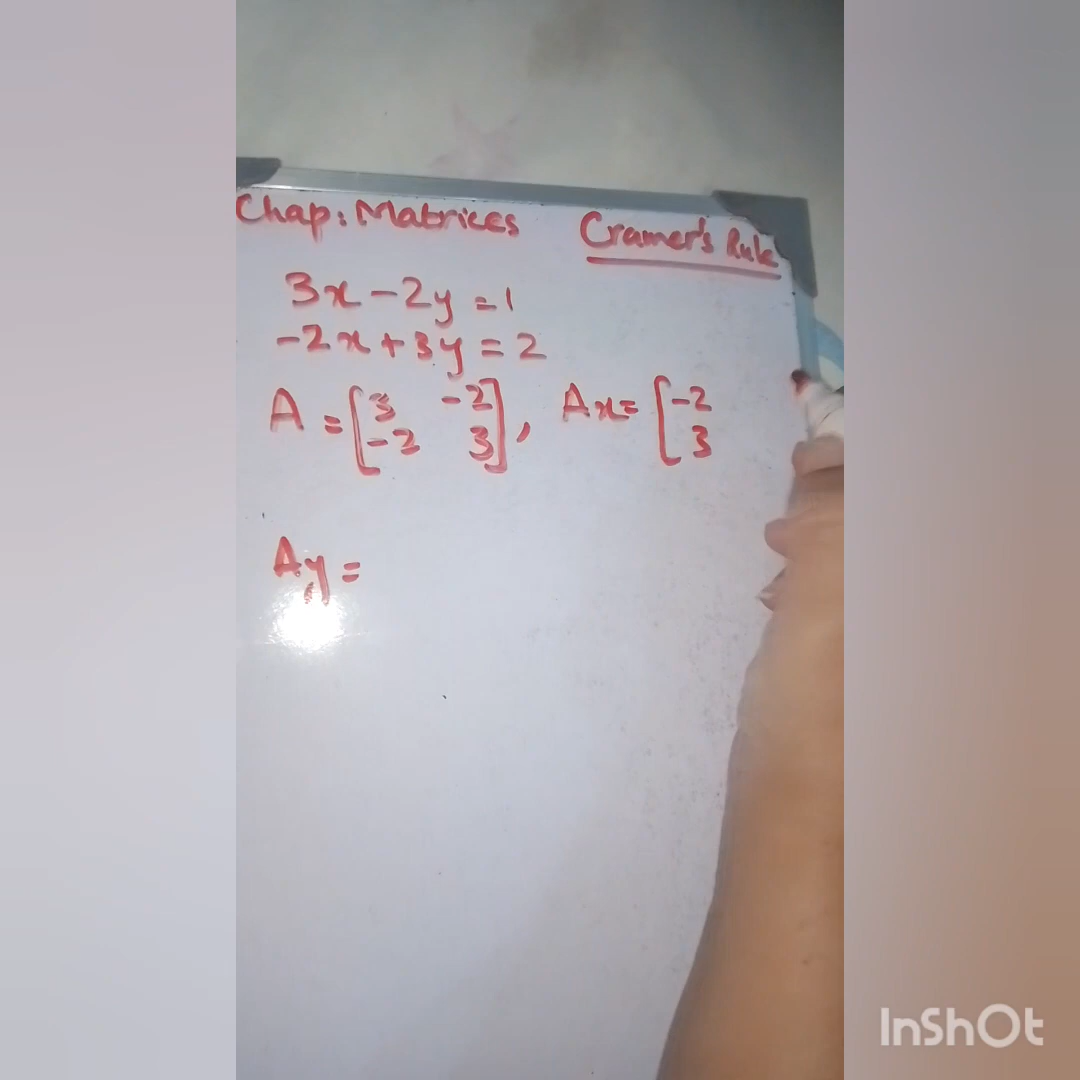 Chap: Matrices Cramer's Rule
3x - 2y = 1
-2x + 3y = 2
A = [3 -2
-2 3], Ax = [-2
3
Ay =
InShOt